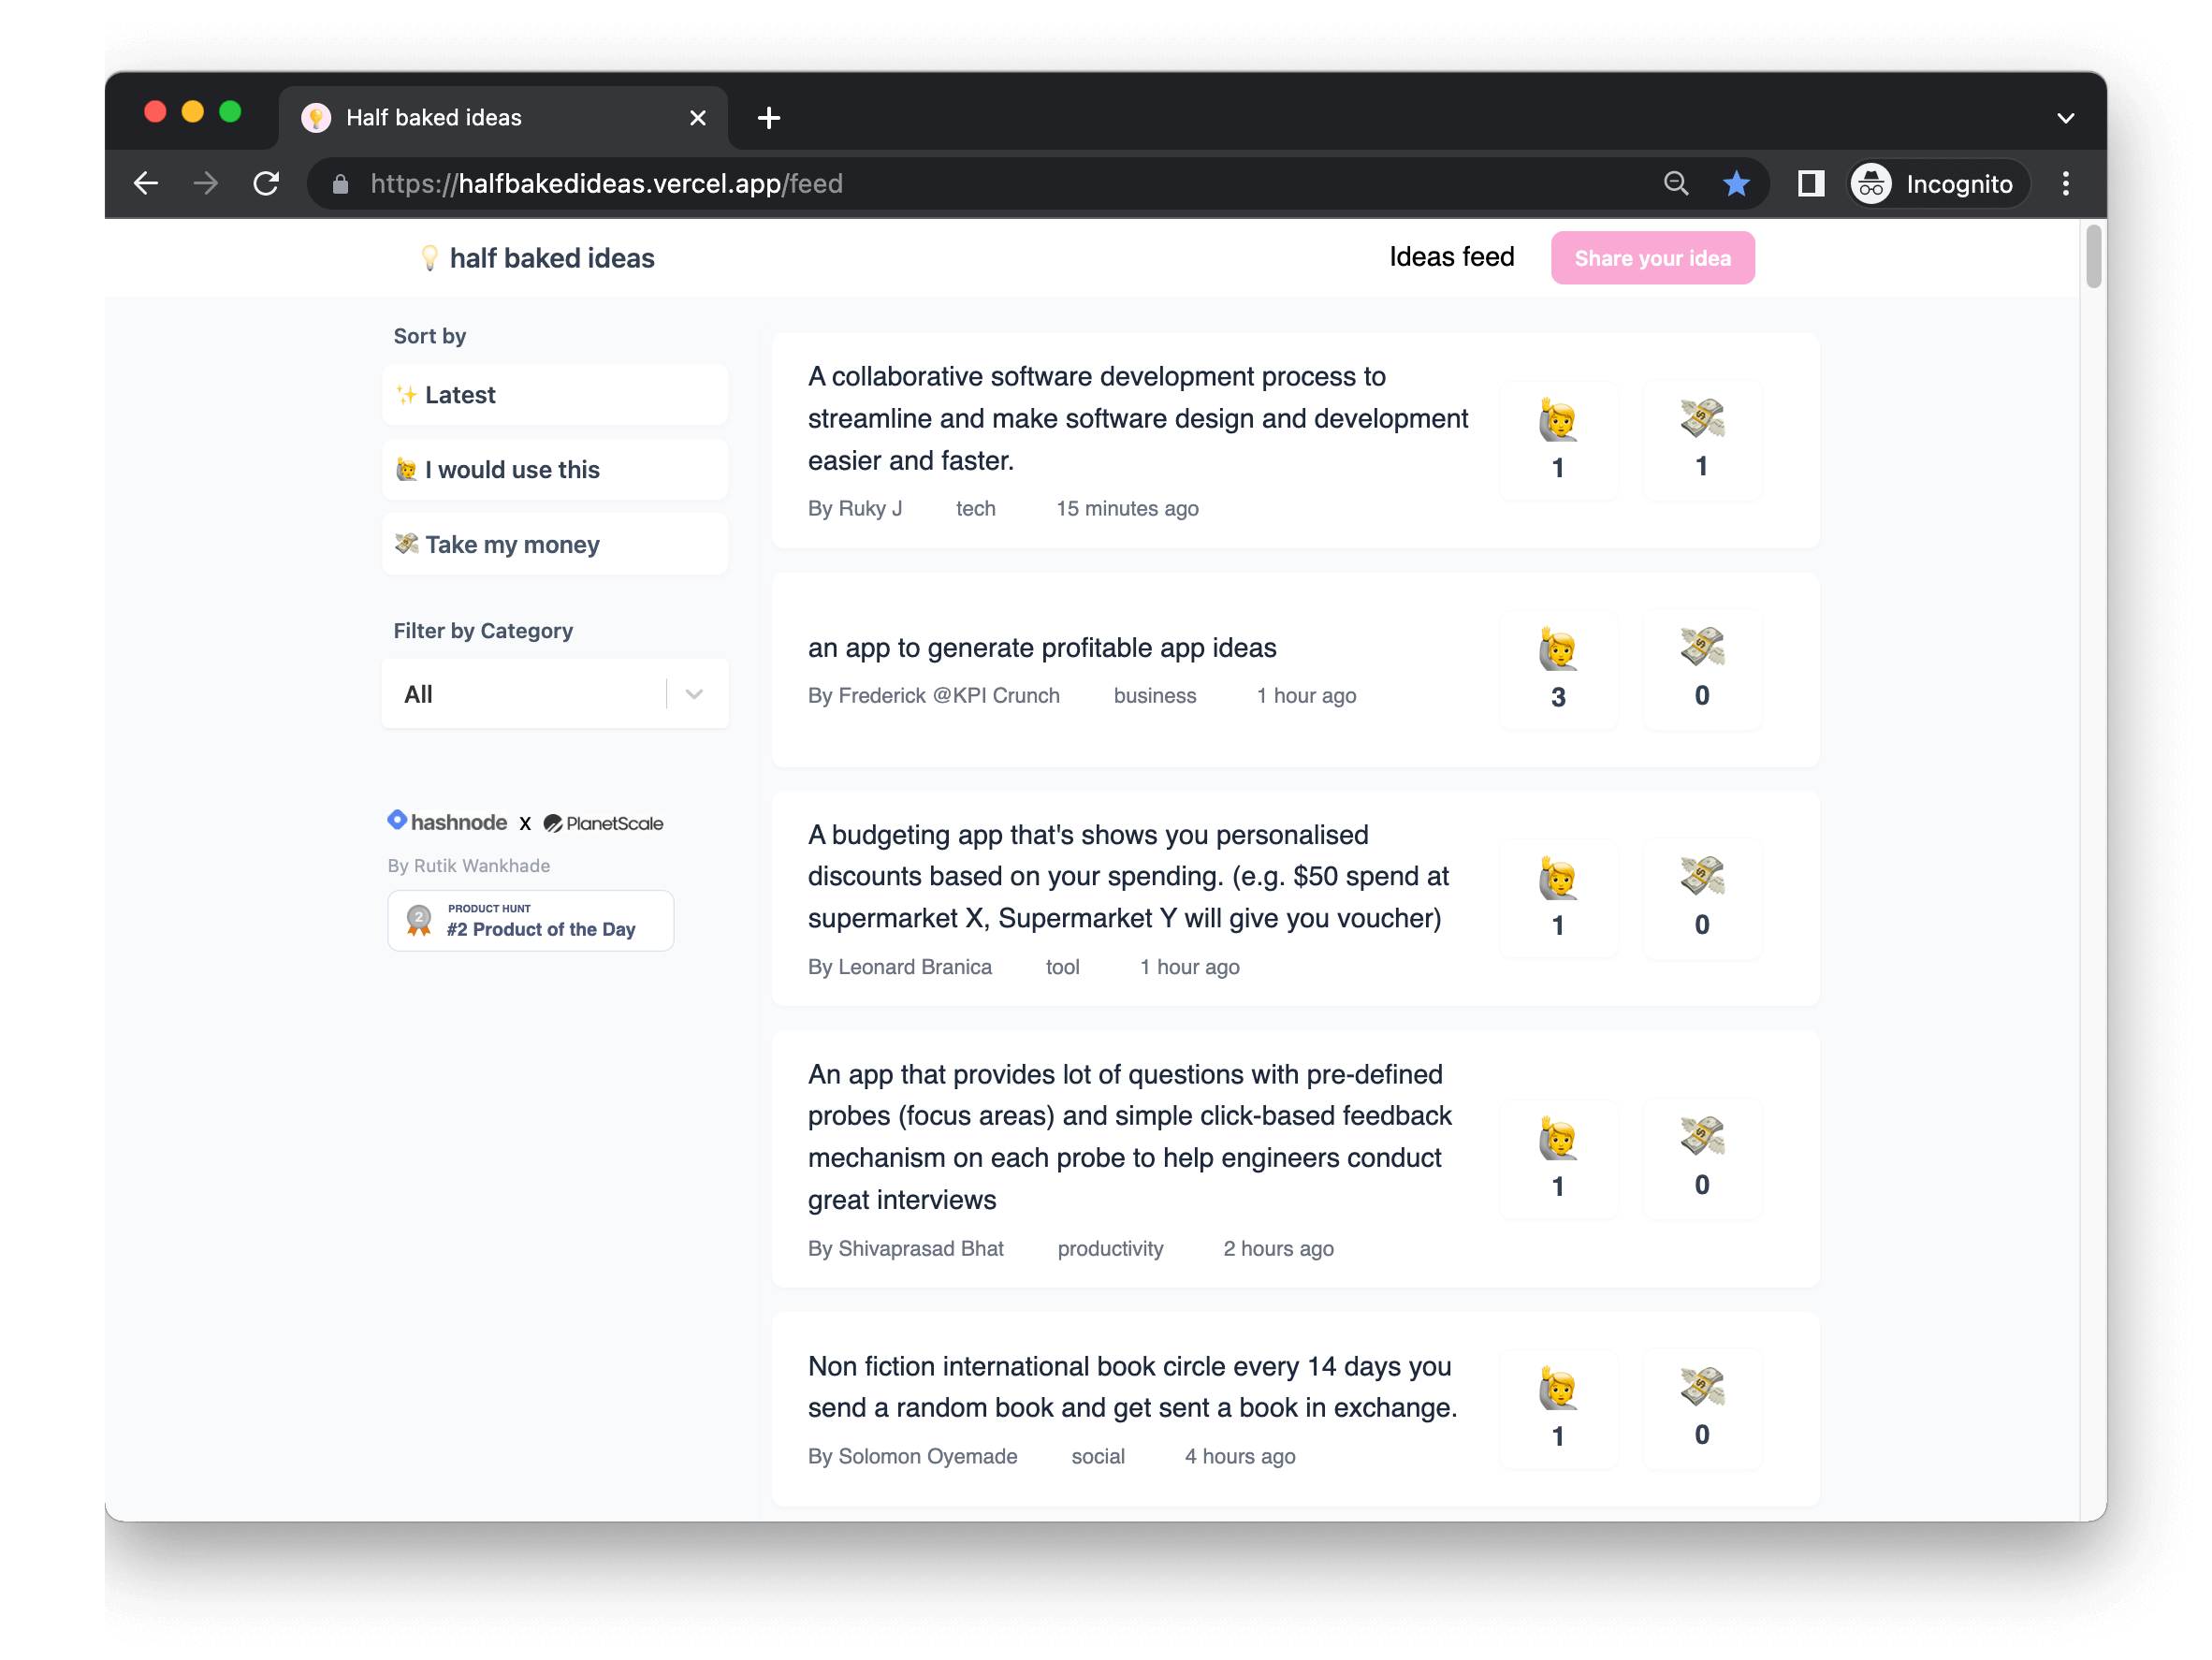 Half baked ideas
https://halfbakedideas.vercel.app/feed
Incognito
half baked ideas
Ideas feed
Share your idea
Sort by
Latest
I would use this
Take my money
Filter by Category
All
hashnode X PlanetScale
By Rutik Wankhade
2
PRODUCT HUNT
#2 Product of the Day
A collaborative software development process to
streamline and make software design and development
easier and faster.
By Ruky J tech 15 minutes ago
1
1
an app to generate profitable app ideas
By Frederick @KPI Crunch business 1 hour ago
3
0
A budgeting app that's shows you personalised
discounts based on your spending. (e.g. $50 spend at
supermarket X, Supermarket Y will give you voucher)
By Leonard Branica tool 1 hour ago
1
0
An app that provides lot of questions with pre-defined
probes (focus areas) and simple click-based feedback
mechanism on each probe to help engineers conduct
great interviews
By Shivaprasad Bhat productivity 2 hours ago
1
0
Non fiction international book circle every 14 days you
send a random book and get sent a book in exchange.
By Solomon Oyemade social 4 hours ago
1
0